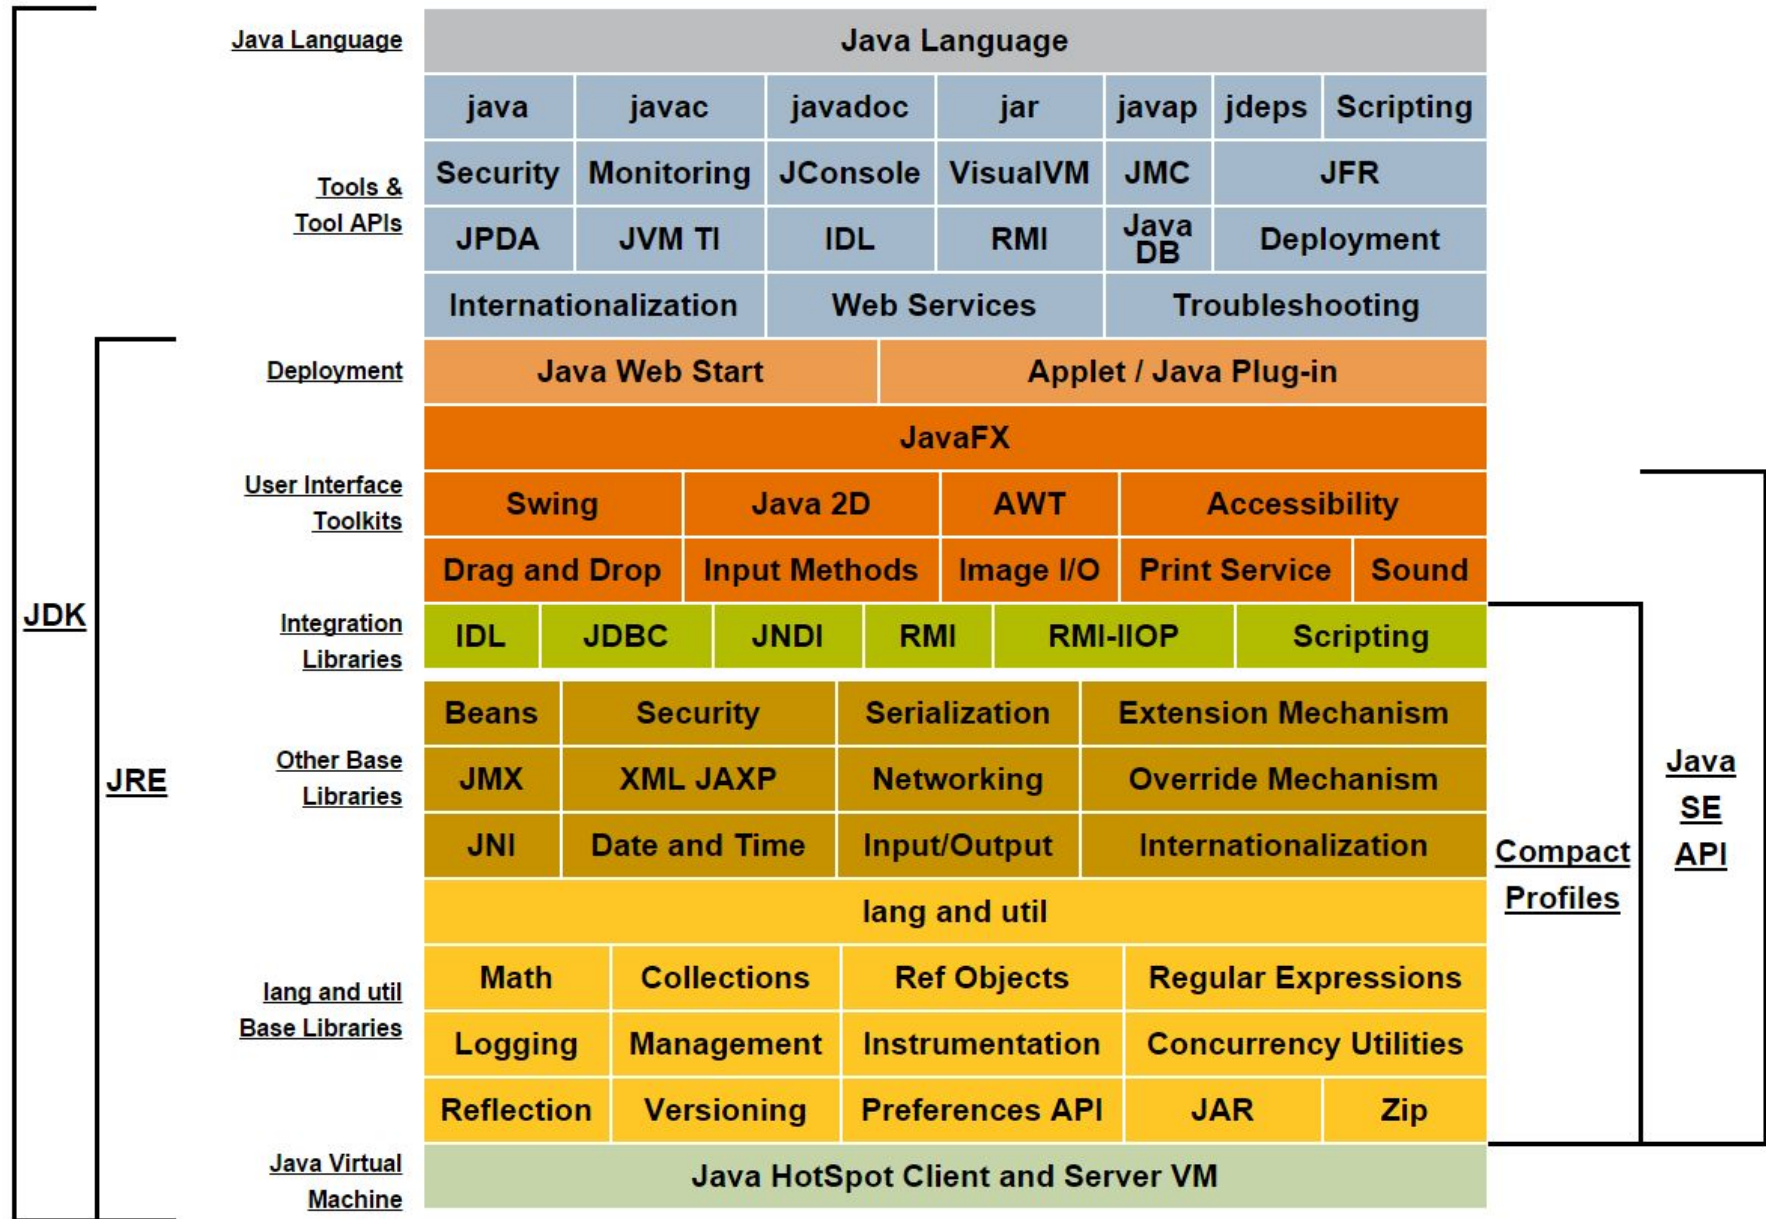 Java Language
Java Language
java javac javadoc jar javap jdeps Scripting
Tools &
Tool APIs
Security Monitoring JConsole VisualVM JMC JFR
JPDA JVM TI IDL RMI Java
DB Deployment
Internationalization Web Services Troubleshooting
Deployment
Java Web Start Applet / Java Plug-in
JavaFX
User Interface
Toolkits
Swing Java 2D AWT Accessibility
Drag and Drop Input Methods Image I/O Print Service Sound
JDK
Integration
Libraries
IDL JDBC JNDI RMI RMI-IIOP Scripting
Beans Security Serialization Extension Mechanism
JRE
Other Base
Libraries
JMX XML JAXP Networking Override Mechanism
Java
SE
API
JNI Date and Time Input/Output Internationalization
Compact
Profiles
lang and util
lang and util
Base Libraries
Math Collections Ref Objects Regular Expressions
Logging Management Instrumentation Concurrency Utilities
Reflection Versioning Preferences API JAR Zip
Java Virtual
Machine
Java HotSpot Client and Server VM